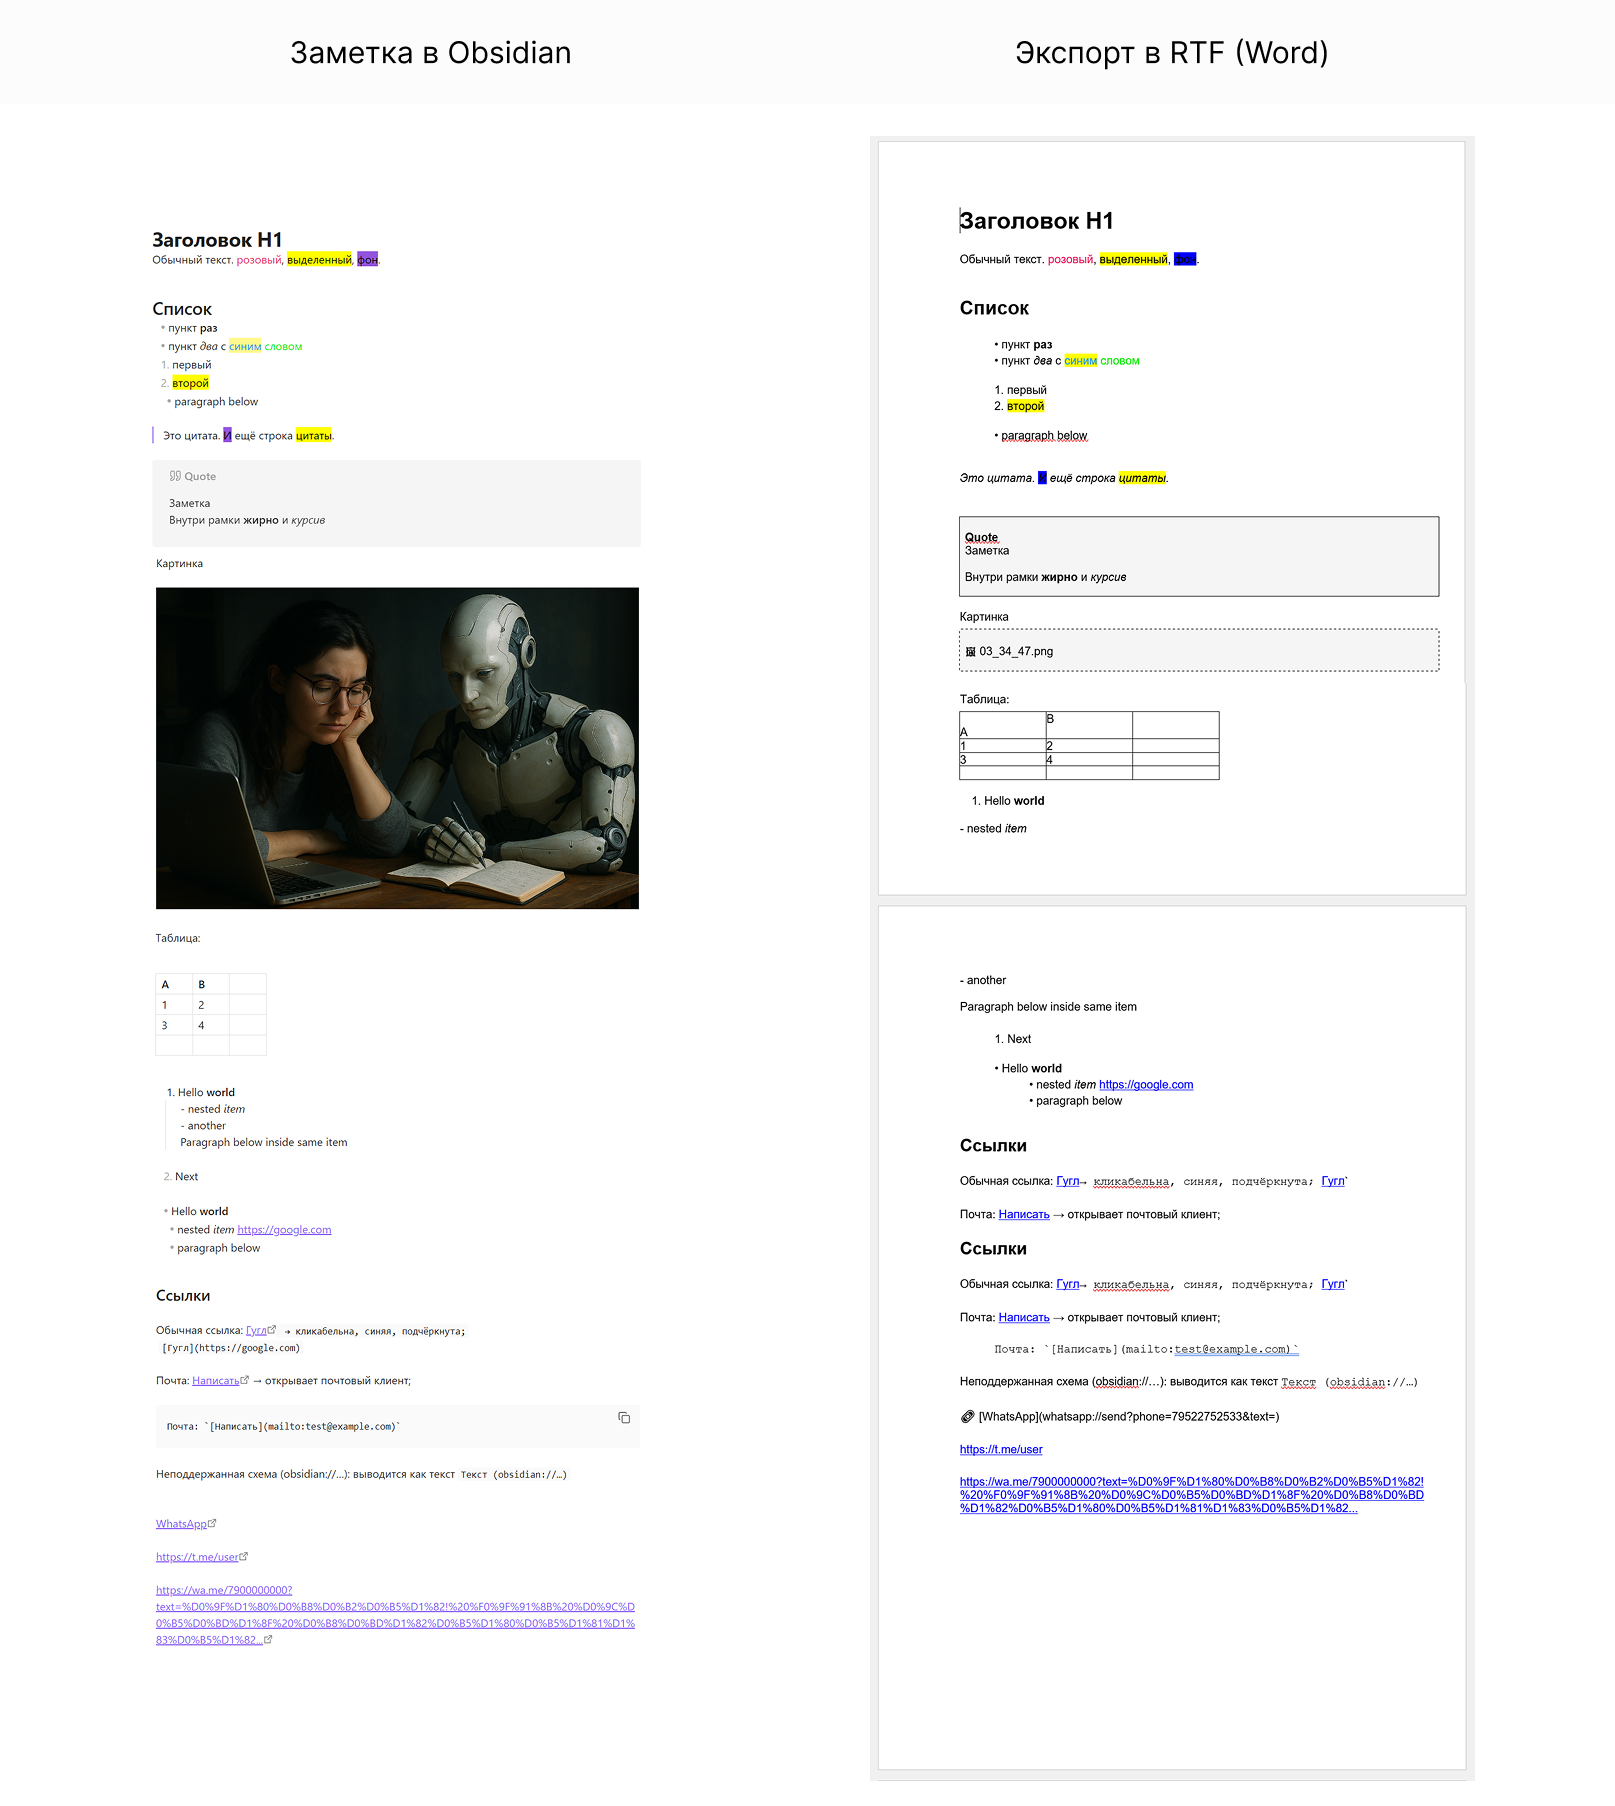 Заметка в Obsidian
Экспорт в RTF (Word)
Заголовок H1
Обычный текст. розовый, выделенный, фон.
Список
• пункт раз
• пункт два с синим словом
1. первый
2. второй
• paragraph below
Это цитата. И ещё строка цитаты.
Quote
Заметка
Внутри рамки жирно и курсив
Картинка
Таблица:
A B
1 2
3 4
1. Hello world
- nested item
- another
Paragraph below inside same item
2. Next
• Hello world
• nested item https://google.com
• paragraph below
Ссылки
Обычная ссылка: Гугл → кликабельна, синяя, подчёркнута;
[Гугл](https://google.com)
Почта: Написать → открывает почтовый клиент;
Почта: `[Написать](mailto:test@example.com)`
Неподдержанная схема (obsidian://…): выводится как текст Текст (obsidian://…)
WhatsApp
https://t.me/user
https://wa.me/7900000000?
text=%D0%9F%D1%80%D0%B8%D0%B2%D0%B5%D1%82!%20%F0%9F%91%8B%20%D0%9C%D
0%B5%D0%BD%D1%8F%20%D0%B8%D0%BD%D1%82%D0%B5%D1%80%D0%B5%D1%81%D1%
83%D0%B5%D1%82...
Заголовок H1
Обычный текст. розовый, выделенный, фон.
Список
• пункт раз
• пункт два с синим словом
1. первый
2. второй
• paragraph below
Это цитата. И ещё строка цитаты.
Quote
Заметка
Внутри рамки жирно и курсив
Картинка
03_34_47.png
Таблица:
A B
1 2
3 4
1. Hello world
- nested item
- another
Paragraph below inside same item
1. Next
• Hello world
• nested item https://google.com
• paragraph below
Ссылки
Обычная ссылка: Гугл→ кликабельна, синяя, подчёркнута; Гугл`
Почта: Написать → открывает почтовый клиент;
Ссылки
Обычная ссылка: Гугл→ кликабельна, синяя, подчёркнута; Гугл`
Почта: Написать → открывает почтовый клиент;
Почта: `[Написать](mailto:test@example.com)`
Неподдержанная схема (obsidian://…): выводится как текст Текст (obsidian://…)
[WhatsApp](whatsapp://send?phone=79522752533&text=)
https://t.me/user
https://wa.me/7900000000?text=%D0%9F%D1%80%D0%B8%D0%B2%D0%B5%D1%82!
%20%F0%9F%91%8B%20%D0%9C%D0%B5%D0%BD%D1%8F%20%D0%B8%D0%BD
%D1%82%D0%B5%D1%80%D0%B5%D1%81%D1%83%D0%B5%D1%82...